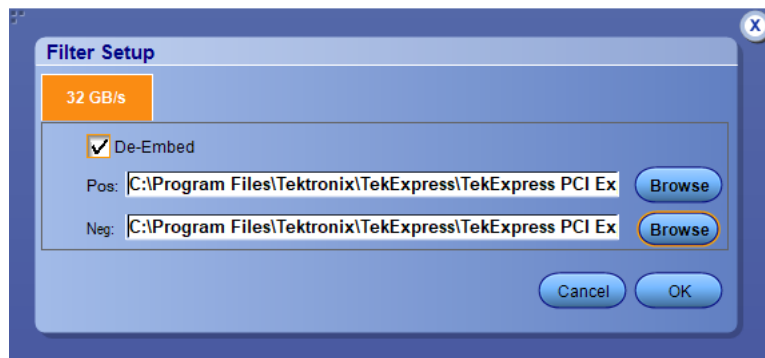 X
Filter Setup
32 GB/s
De-Embed
Pos: C:\Program Files\Tektronix\TekExpress\TekExpress PCI Ex Browse
Neg: C:\Program Files\Tektronix\TekExpress\TekExpress PCI Ex Browse
Cancel OK